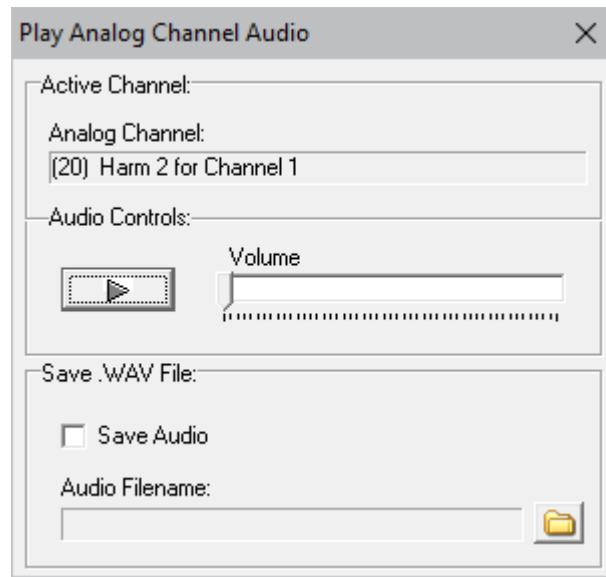 Play Analog Channel Audio
Active Channel:
Analog Channel:
(20) Harm 2 for Channel 1
Audio Controls:
Volume
Save .WAV File:
Save Audio
Audio Filename: